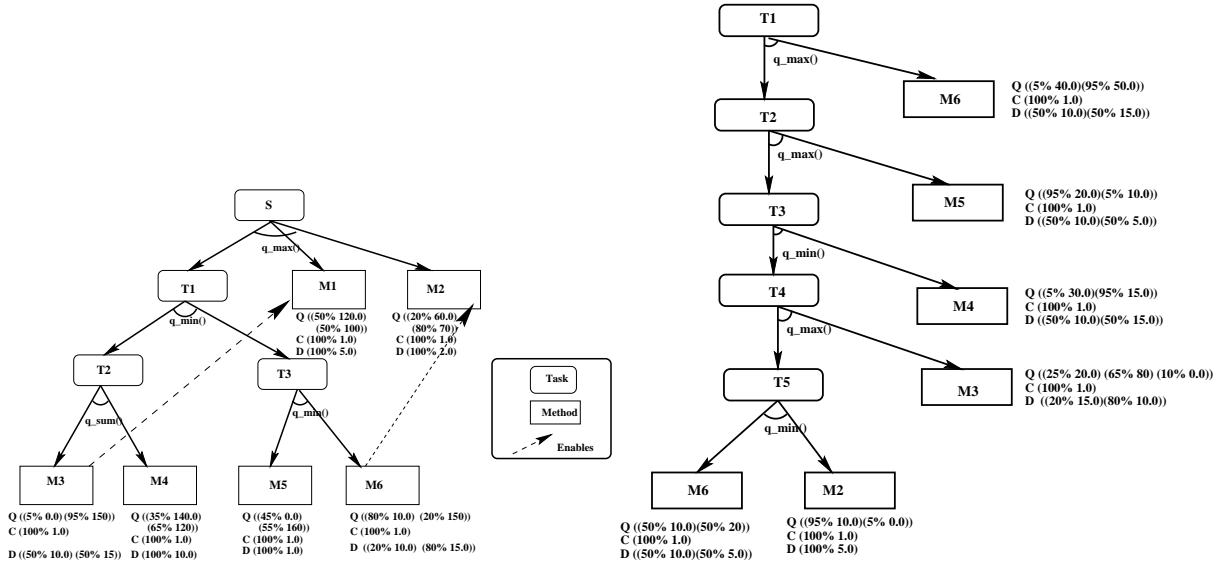 S
q_max()
T1
M1
M2
Q ((50% 120.0)
(50% 100))
C (100% 1.0)
D (100% 5.0)
Q ((20% 60.0)
(80% 70))
C (100% 1.0)
D (100% 2.0)
q_min()
T2
T3
q_sum()
q_min()
M3
M4
M5
M6
Q ((5% 0.0) (95% 150))
C (100% 1.0)
D ((50% 10.0) (50% 15))
Q ((35% 140.0)
(65% 120))
C (100% 1.0)
D (100% 10.0)
Q ((45% 0.0)
(55% 160))
C (100% 1.0)
D (100% 1.0)
Q ((80% 10.0) (20% 150))
C (100% 1.0)
D ((20% 10.0) (80% 15.0))
Task
Method
Enables
T1
q_max()
M6
Q ((5% 40.0)(95% 50.0))
C (100% 1.0)
D ((50% 10.0)(50% 15.0))
T2
q_max()
M5
Q ((95% 20.0)(5% 10.0))
C (100% 1.0)
D ((50% 10.0)(50% 5.0))
T3
q_min()
M4
Q ((5% 30.0)(95% 15.0))
C (100% 1.0)
D ((50% 10.0)(50% 15.0))
T4
q_max()
M3
Q ((25% 20.0) (65% 80) (10% 0.0))
C (100% 1.0)
D ((20% 15.0)(80% 10.0))
T5
q_min()
M6
M2
Q ((50% 10.0)(50% 20))
C (100% 1.0)
D ((50% 10.0)(50% 5.0))
Q ((95% 10.0)(5% 0.0))
C (100% 1.0)
D (100% 5.0)